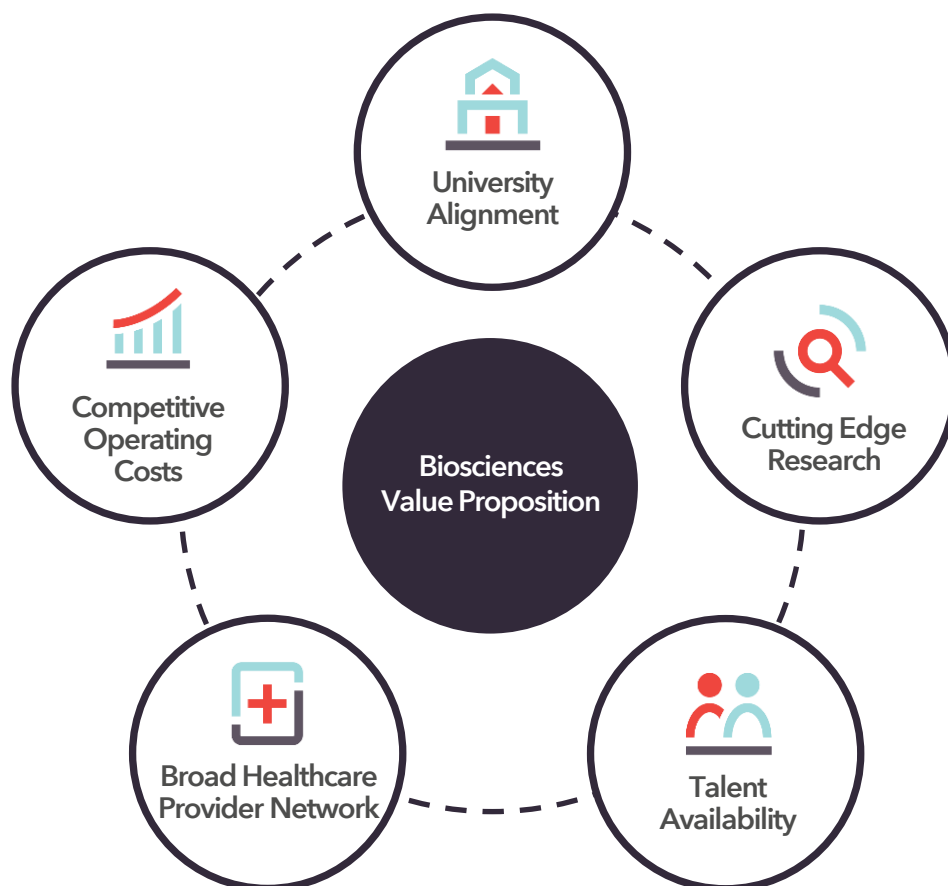 University
Alignment
Cutting Edge
Research
Talent
Availability
Broad Healthcare
Provider Network
Competitive
Operating
Costs
Biosciences
Value Proposition